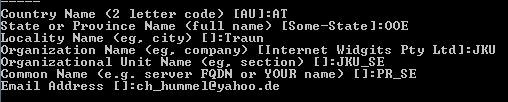 -----
Country Name (2 letter code) [AU]:AT
State or Province Name (full name) [Some-State]:OOE
Locality Name (eg, city) []:Traun
Organization Name (eg, company) [Internet Widgits Pty Ltd]:JKU
Organizational Unit Name (eg, section) []:JKU_SE
Common Name (e.g. server FQDN or YOUR name) []:PR_SE
Email Address []:ch_hummel@yahoo.de